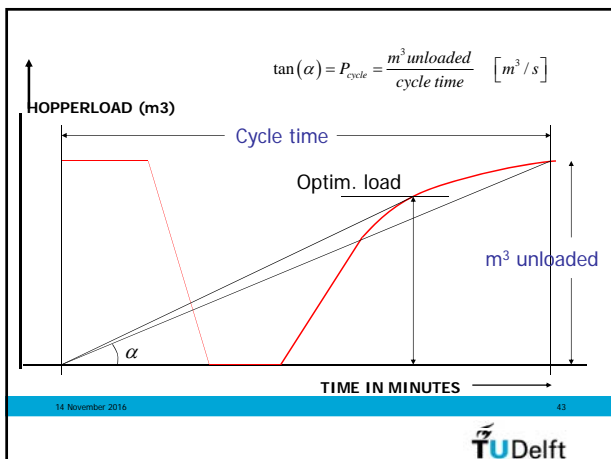 tan(α) = P_cycle = m³ unloaded / cycle time [m³ / s]
HOPPERLOAD (m3)
Cycle time
Optim. load
m³ unloaded
α
TIME IN MINUTES
14 November 2016
43
TUDelft